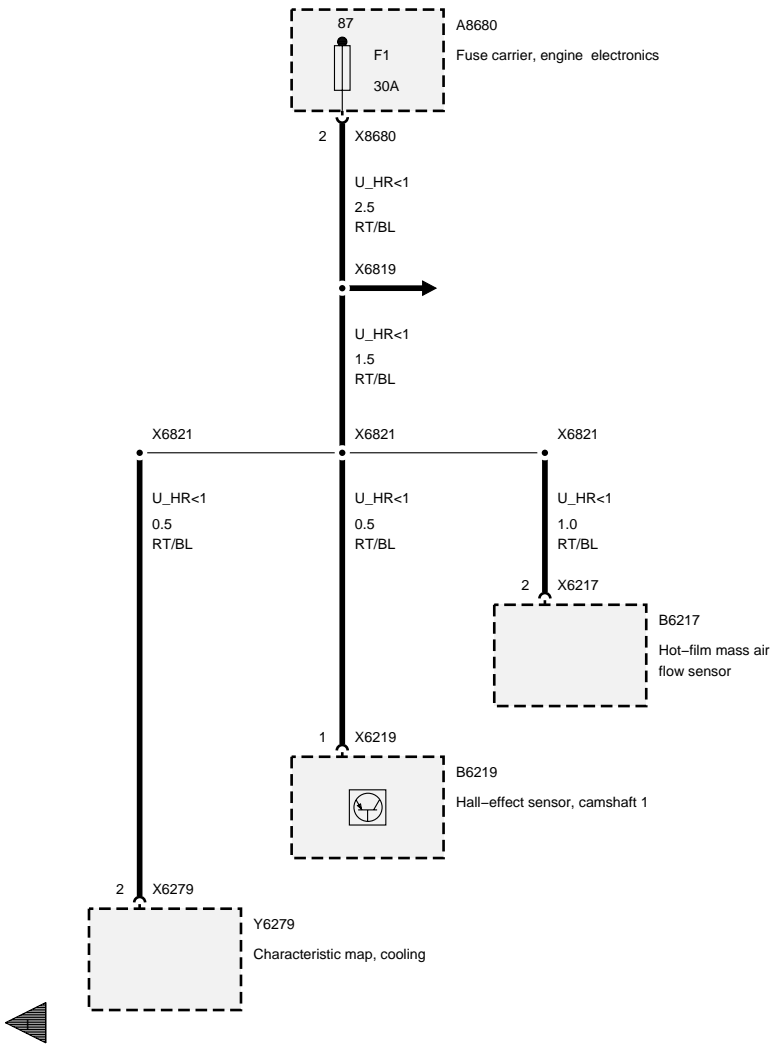 87
A8680
F1
Fuse carrier, engine  electronics
30A
2
X8680
U_HR<1
2.5
RT/BL
X6819
U_HR<1
1.5
RT/BL
X6821
X6821
X6821
U_HR<1
0.5
RT/BL
U_HR<1
0.5
RT/BL
U_HR<1
1.0
RT/BL
2
X6217
B6217
Hot−film mass air
flow sensor
1
X6219
B6219
Hall−effect sensor, camshaft 1
2
X6279
Y6279
Characteristic map, cooling